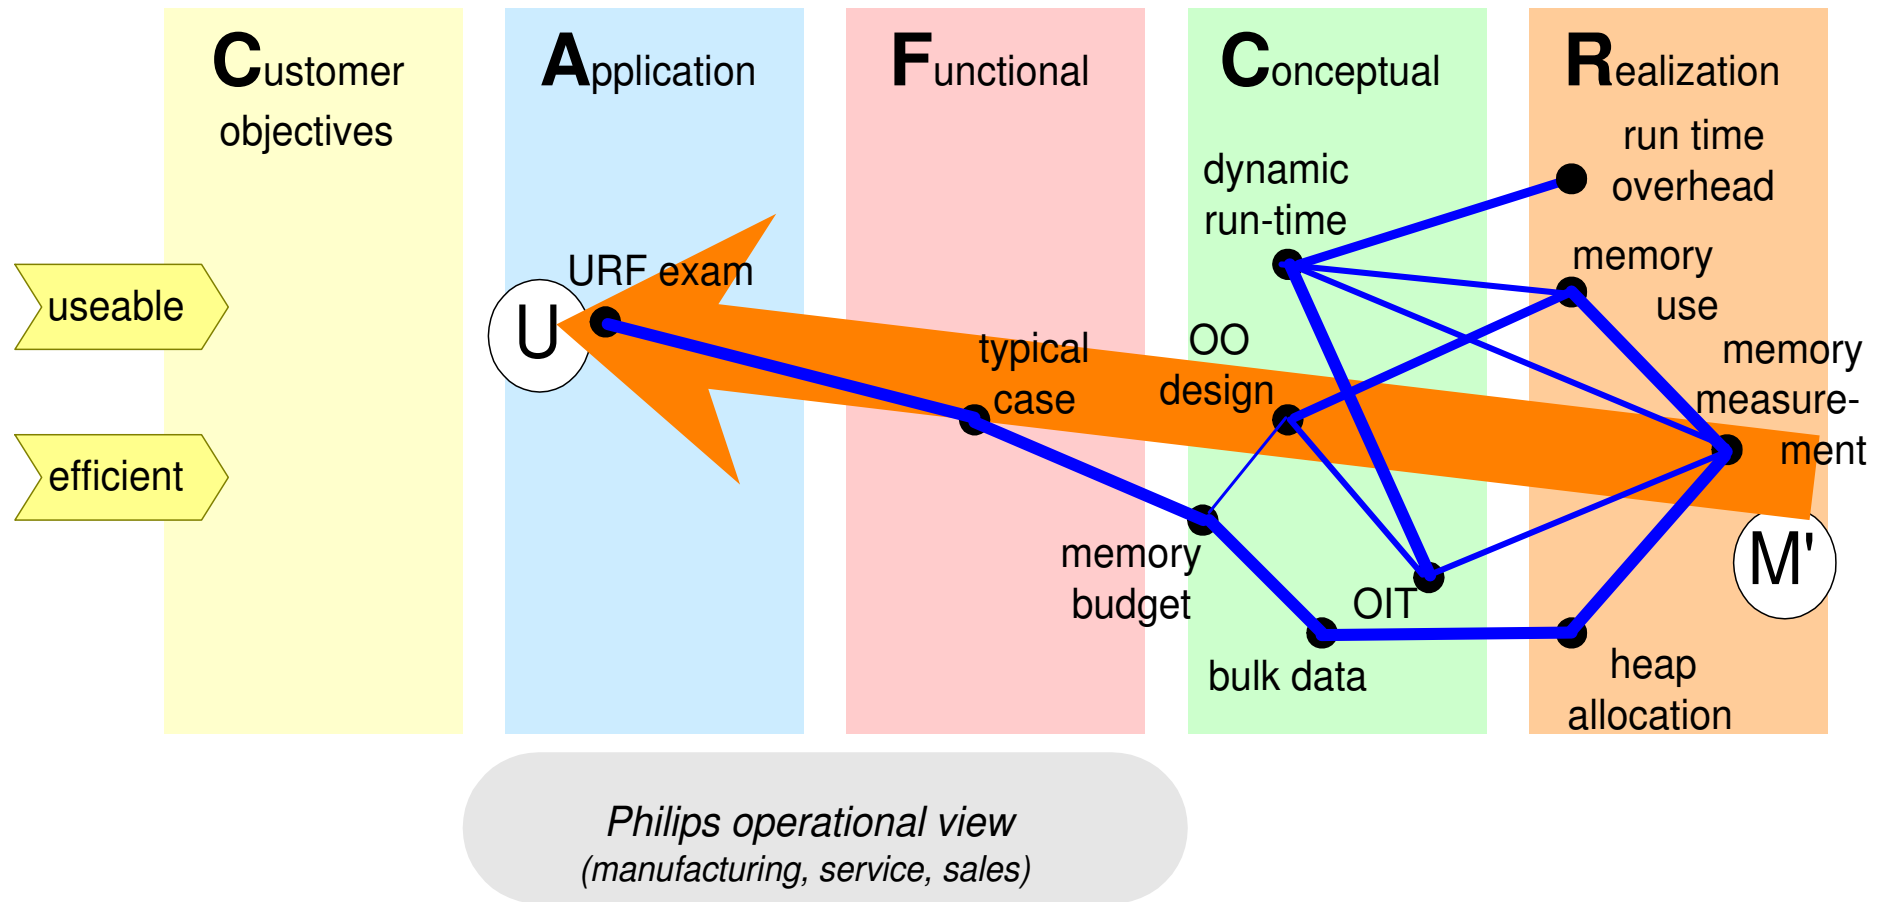 Customer
objectives
Application
Functional
Conceptual
Realization
run time
overhead
dynamic
run-time
memory
use
URF exam
useable
U
typical
case
OO
design
memory
measure-
ment
efficient
memory
budget
OIT
M'
bulk data
heap
allocation
Philips operational view
(manufacturing, service, sales)